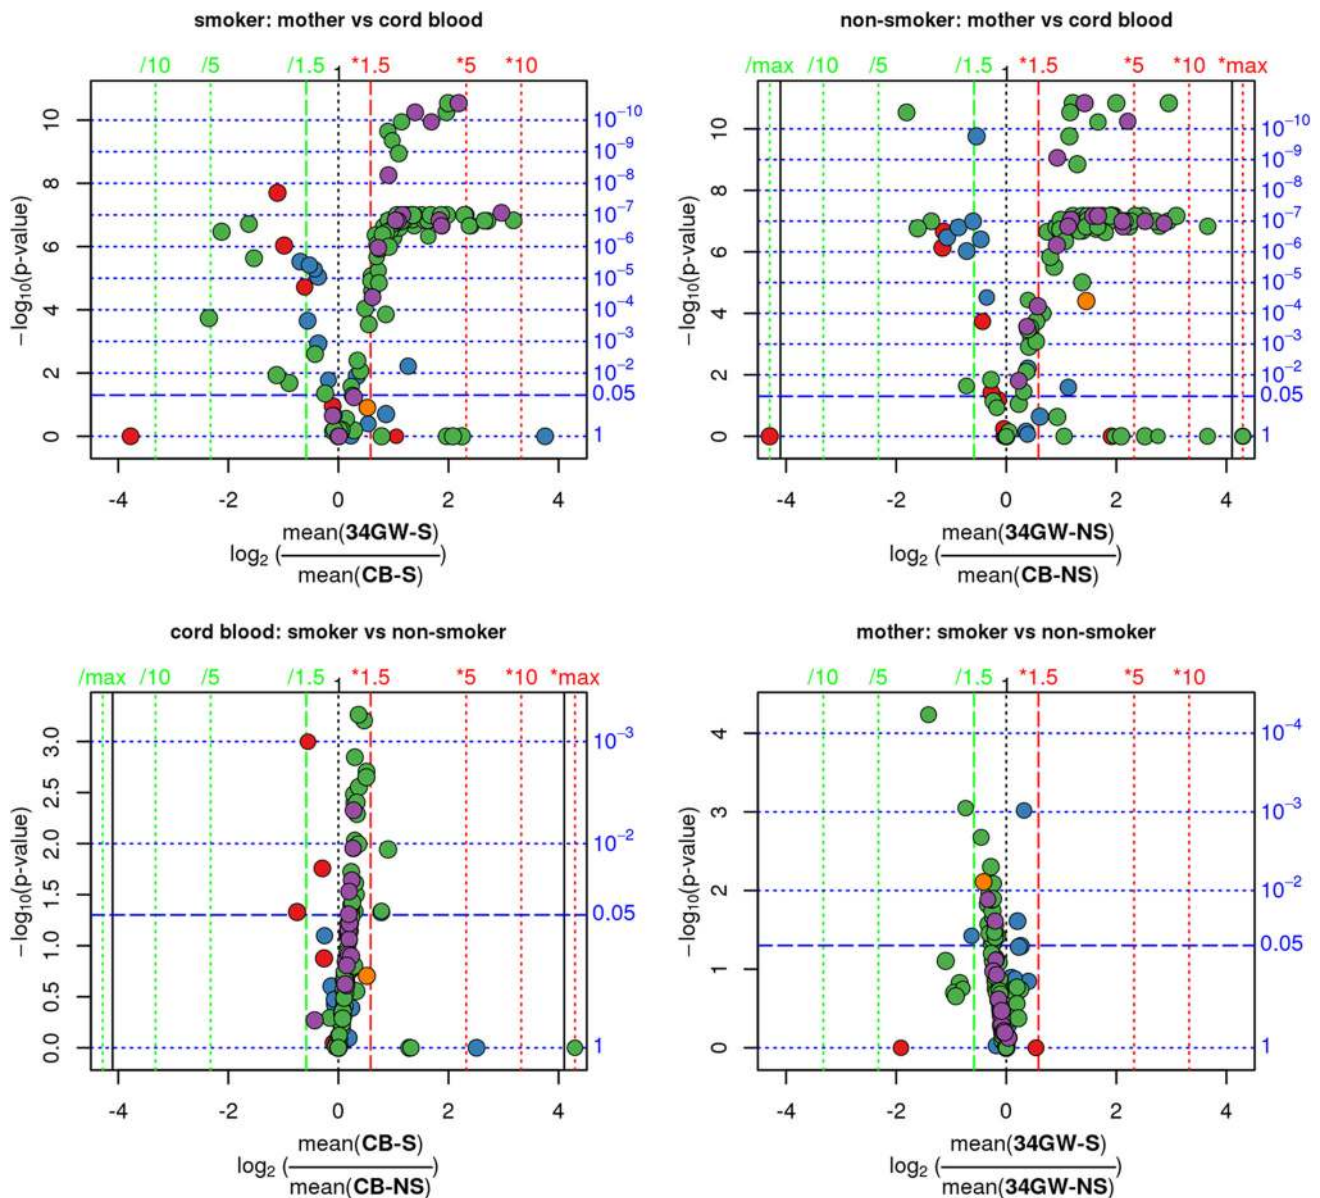 smoker: mother vs cord blood
/10 /5 /1.5 *1.5 *5 *10
−log10(p-value)
10 8 6 4 2 0
10−10
10−9
10−8
10−7
10−6
10−5
10−4
10−3
10−2
0.05
1
-4 -2 0 2 4
mean(34GW-S)
log2 ( )
mean(CB-S)
non-smoker: mother vs cord blood
/max /10 /5 /1.5 *1.5 *5 *10 *max
−log10(p-value)
10 8 6 4 2 0
10−10
10−9
10−8
10−7
10−6
10−5
10−4
10−3
10−2
0.05
1
-4 -2 0 2 4
mean(34GW-NS)
log2 ( )
mean(CB-NS)
cord blood: smoker vs non-smoker
/max /10 /5 /1.5 *1.5 *5 *10 *max
−log10(p-value)
3.0 2.5 2.0 1.5 1.0 0.5 0.0
10−3
10−2
0.05
1
-4 -2 0 2 4
mean(CB-S)
log2 ( )
mean(CB-NS)
mother: smoker vs non-smoker
/10 /5 /1.5 *1.5 *5 *10
−log10(p-value)
4 3 2 1 0
10−4
10−3
10−2
0.05
1
-4 -2 0 2 4
mean(34GW-S)
log2 ( )
mean(34GW-NS)